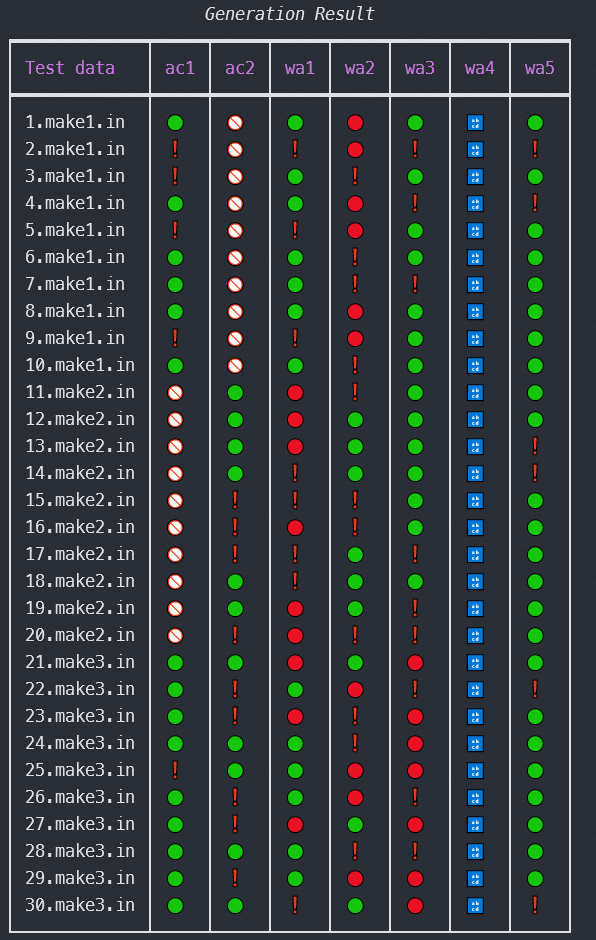 Generation Result
Test data ac1 ac2 wa1 wa2 wa3 wa4 wa5
1.make1.in 🟢 🚫 🟢 🔴 🟢 🔡 🟢
2.make1.in ❗ 🚫 ❗ 🔴 ❗ 🔡 ❗
3.make1.in ❗ 🚫 🟢 ❗ 🟢 🔡 🟢
4.make1.in 🟢 🚫 🟢 🔴 ❗ 🔡 ❗
5.make1.in ❗ 🚫 ❗ 🔴 🟢 🔡 🟢
6.make1.in 🟢 🚫 🟢 ❗ 🟢 🔡 🟢
7.make1.in 🟢 🚫 🟢 ❗ ❗ 🔡 🟢
8.make1.in 🟢 🚫 🟢 🔴 🟢 🔡 🟢
9.make1.in ❗ 🚫 ❗ 🔴 🟢 🔡 🟢
10.make1.in 🟢 🚫 🟢 ❗ 🟢 🔡 🟢
11.make2.in 🚫 🟢 🔴 ❗ 🟢 🔡 🟢
12.make2.in 🚫 🟢 🔴 🟢 🟢 🔡 🟢
13.make2.in 🚫 🟢 🔴 🟢 🟢 🔡 ❗
14.make2.in 🚫 🟢 ❗ 🟢 🟢 🔡 ❗
15.make2.in 🚫 ❗ ❗ ❗ 🟢 🔡 🟢
16.make2.in 🚫 ❗ 🔴 ❗ 🟢 🔡 🟢
17.make2.in 🚫 ❗ ❗ 🟢 ❗ 🔡 🟢
18.make2.in 🚫 🟢 ❗ 🟢 🟢 🔡 🟢
19.make2.in 🚫 🟢 🔴 🟢 ❗ 🔡 🟢
20.make2.in 🚫 ❗ 🔴 ❗ ❗ 🔡 🟢
21.make3.in 🟢 🟢 🔴 🟢 🔴 🔡 🟢
22.make3.in 🟢 ❗ 🟢 🔴 ❗ 🔡 ❗
23.make3.in 🟢 ❗ 🔴 ❗ 🔴 🔡 🟢
24.make3.in 🟢 🟢 🟢 ❗ 🔴 🔡 🟢
25.make3.in ❗ 🟢 🟢 🔴 🔴 🔡 🟢
26.make3.in 🟢 ❗ 🟢 🔴 ❗ 🔡 🟢
27.make3.in 🟢 ❗ 🔴 🟢 🔴 🔡 🟢
28.make3.in 🟢 🟢 🟢 ❗ ❗ 🔡 🟢
29.make3.in 🟢 ❗ 🟢 🔴 🔴 🔡 🟢
30.make3.in 🟢 🟢 ❗ 🟢 🔴 🔡 ❗